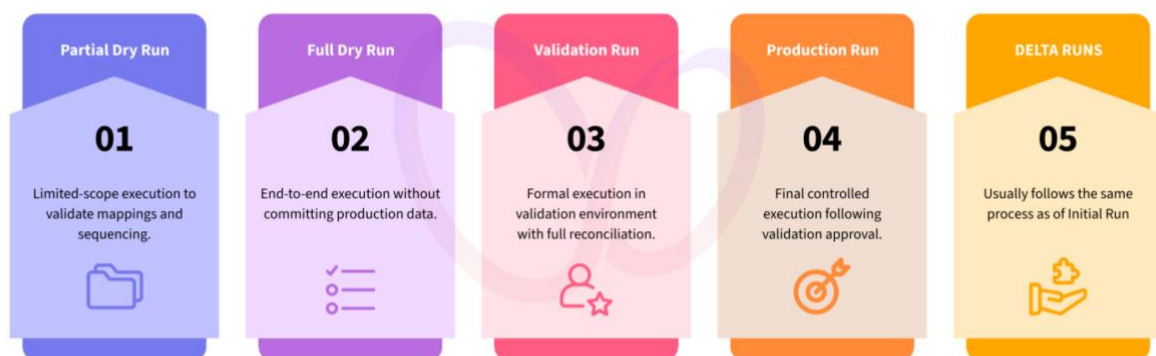 Partial Dry Run
01
Limited-scope execution to
validate mappings and
sequencing.
Full Dry Run
02
End-to-end execution without
committing production data.
Validation Run
03
Formal execution in
validation environment
with full reconciliation.
Production Run
04
Final controlled
execution following
validation approval.
DELTA RUNS
05
Usually follows the same
process as of Initial Run